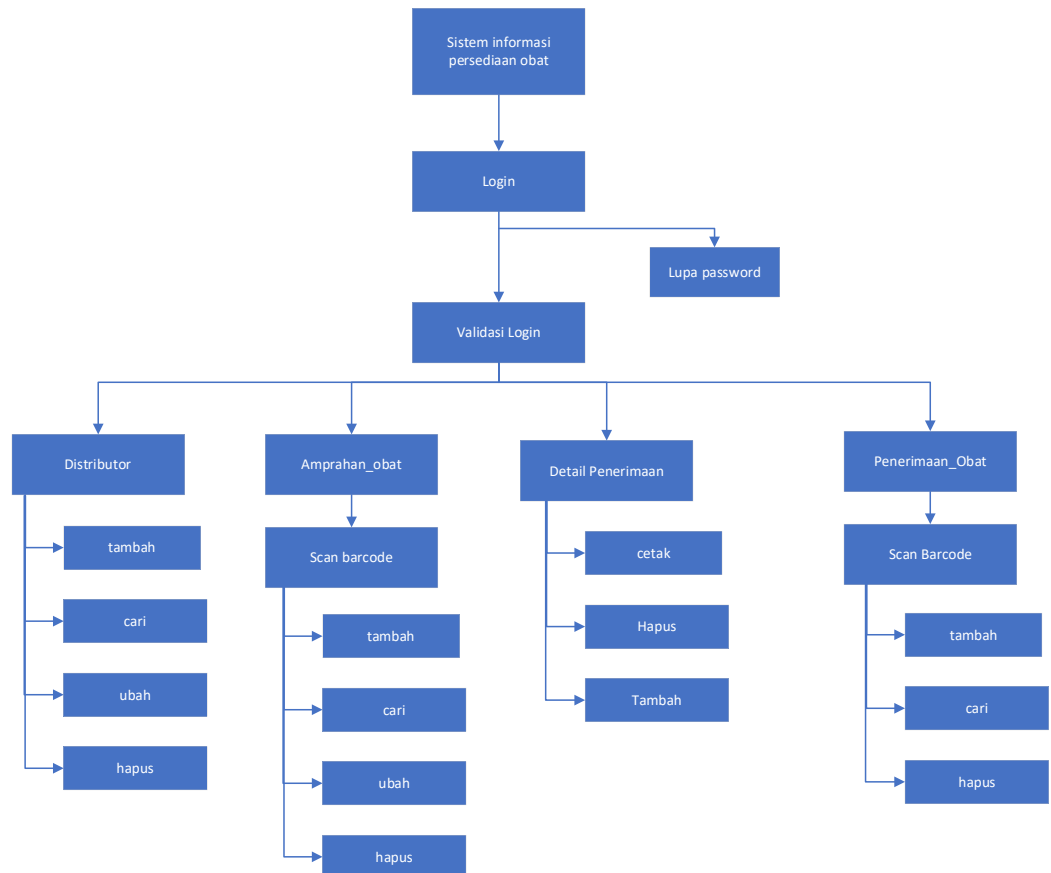 Sistem informasi
persediaan obat
Login
Lupa password
Validasi Login
Distributor
tambah
cari
ubah
hapus
Amprahan_obat
Scan barcode
tambah
cari
ubah
hapus
Detail Penerimaan
cetak
Hapus
Tambah
Penerimaan_Obat
Scan Barcode
tambah
cari
hapus